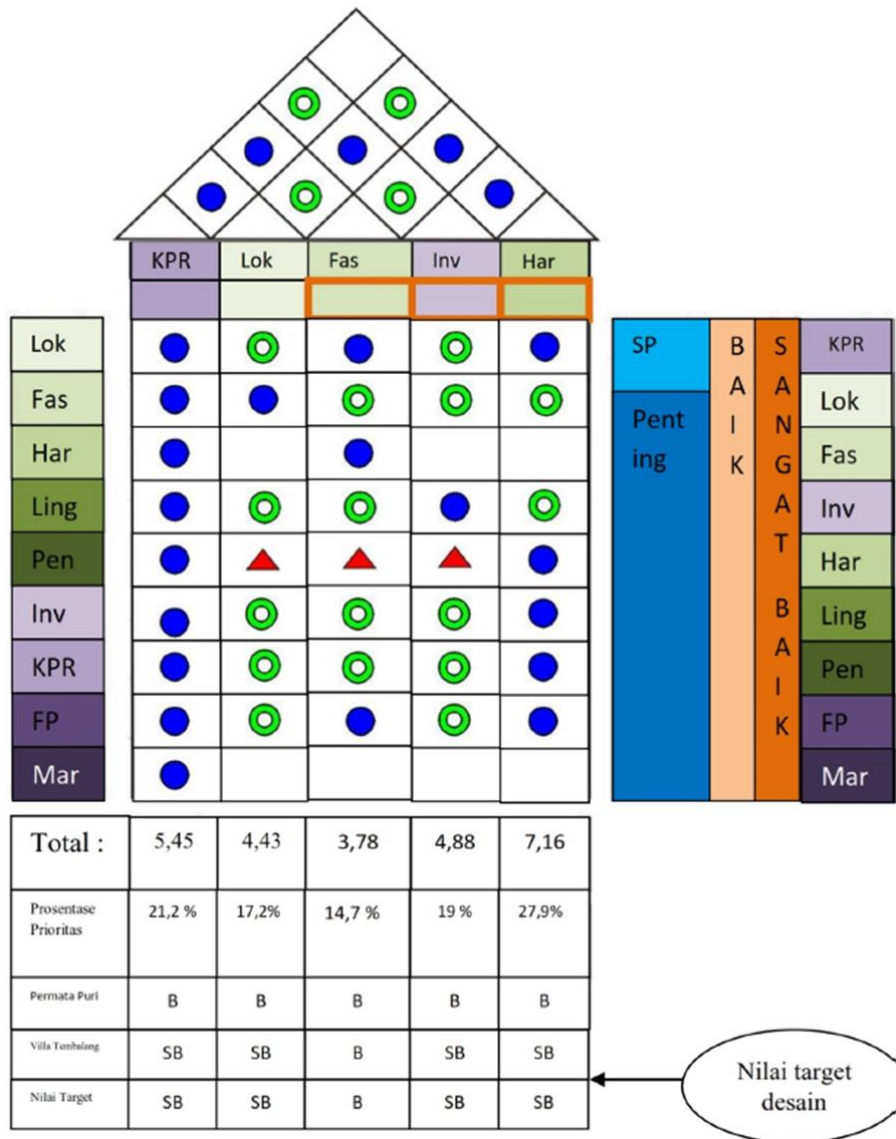 KPR Lok Fas Inv Har
Lok
Fas
Har
Ling
Pen
Inv
KPR
FP
Mar
SP
Pent
ing
B
A
I
K
S
A
N
G
A
T
B
A
I
K
KPR
Lok
Fas
Inv
Har
Ling
Pen
FP
Mar
Total : 5,45 4,43 3,78 4,88 7,16
Prosentase
Prioritas
21,2 % 17,2% 14,7 % 19 % 27,9%
Permata Puri B B B B B
Villa Tembalang SB SB B SB SB
Nilai Target SB SB B SB SB
Nilai target
desain